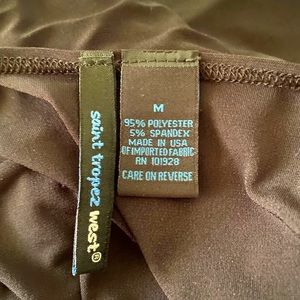 saint tropez west®
M
95% POLYESTER
5% SPANDEX
MADE IN USA
OF IMPORTED FABRIC
RN 101928
CARE ON REVERSE